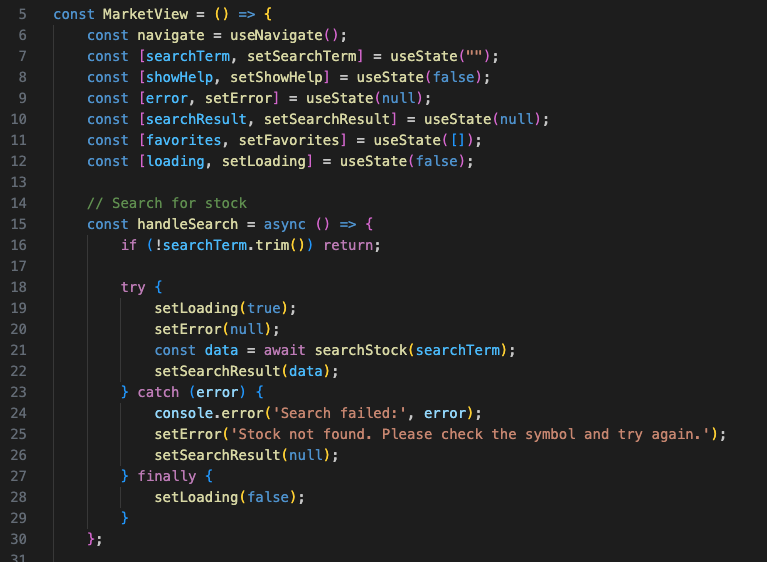 5 const MarketView = () => {
6     const navigate = useNavigate();
7     const [searchTerm, setSearchTerm] = useState("");
8     const [showHelp, setShowHelp] = useState(false);
9     const [error, setError] = useState(null);
10     const [searchResult, setSearchResult] = useState(null);
11     const [favorites, setFavorites] = useState([]);
12     const [loading, setLoading] = useState(false);
13
14     // Search for stock
15     const handleSearch = async () => {
16         if (!searchTerm.trim()) return;
17
18         try {
19             setLoading(true);
20             setError(null);
21             const data = await searchStock(searchTerm);
22             setSearchResult(data);
23         } catch (error) {
24             console.error('Search failed:', error);
25             setError('Stock not found. Please check the symbol and try again.');
26             setSearchResult(null);
27         } finally {
28             setLoading(false);
29         }
30     };
31